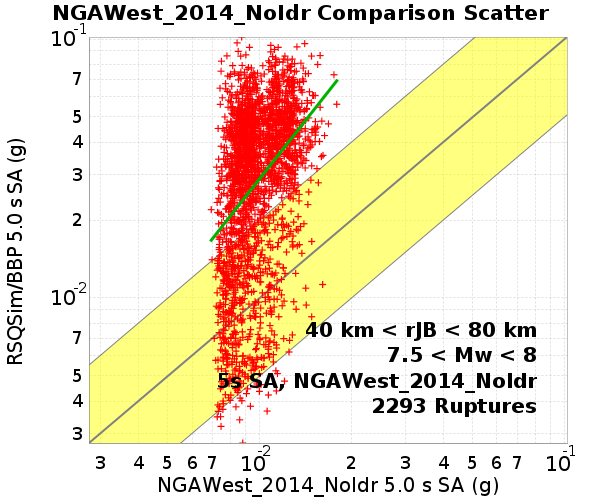 NGAWest_2014_NoIdr Comparison Scatter
10-1
7
5
4
3
2
10-2
7
5
4
3
RSQSim/BBP 5.0 s SA (g)
40 km < rJB < 80 km
7.5 < Mw < 8
5s SA, NGAWest_2014_NoIdr
2293 Ruptures
3 4 5 6 7 10-2 2 3 4 5 6 7 10-1
NGAWest_2014_NoIdr 5.0 s SA (g)